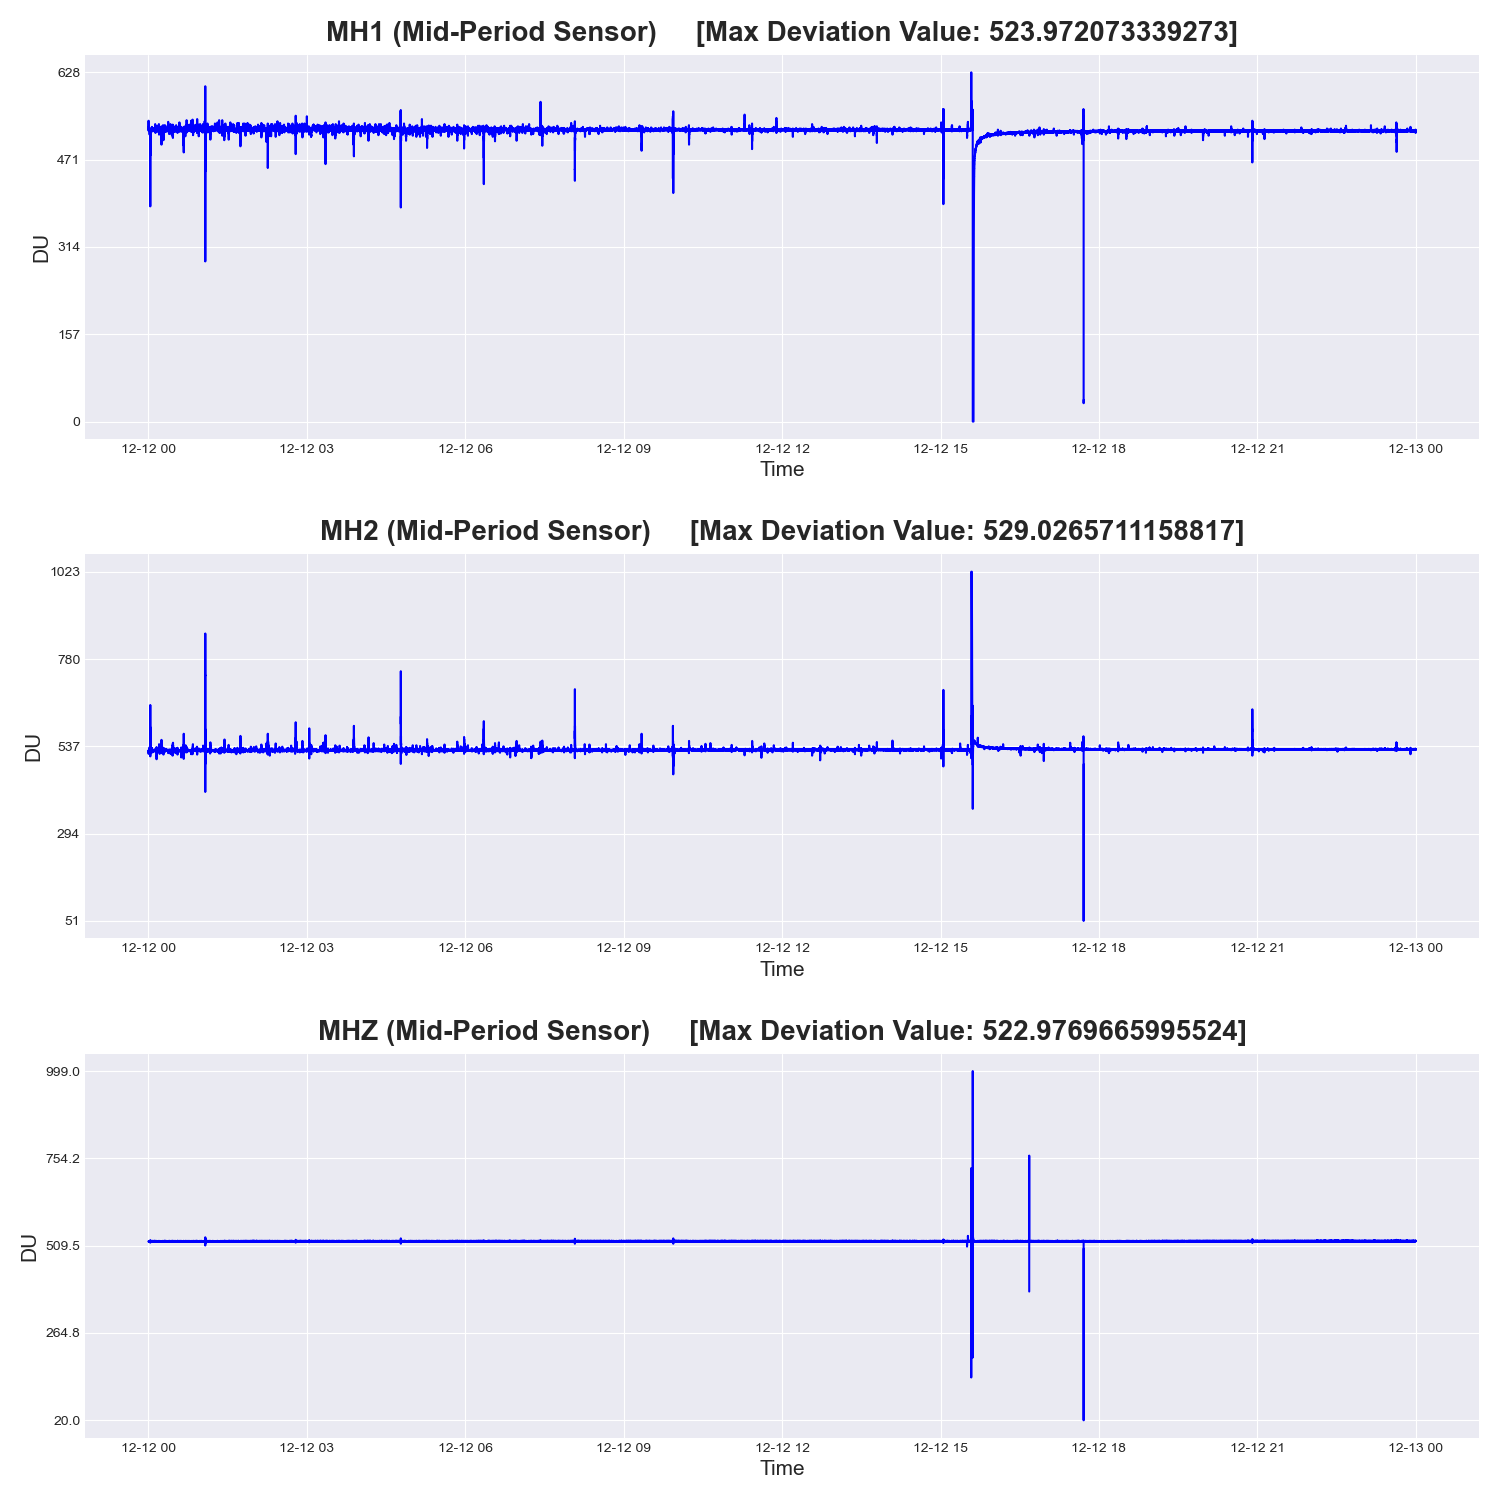 MH1 (Mid-Period Sensor) [Max Deviation Value: 523.972073339273]
628
471
314
157
0
DU
12-12 00 12-12 03 12-12 06 12-12 09 12-12 12 12-12 15 12-12 18 12-12 21 12-13 00
Time
MH2 (Mid-Period Sensor) [Max Deviation Value: 529.0265711158817]
1023
780
537
294
51
DU
12-12 00 12-12 03 12-12 06 12-12 09 12-12 12 12-12 15 12-12 18 12-12 21 12-13 00
Time
MHZ (Mid-Period Sensor) [Max Deviation Value: 522.9769665995524]
999.0
754.2
509.5
264.8
20.0
DU
12-12 00 12-12 03 12-12 06 12-12 09 12-12 12 12-12 15 12-12 18 12-12 21 12-13 00
Time